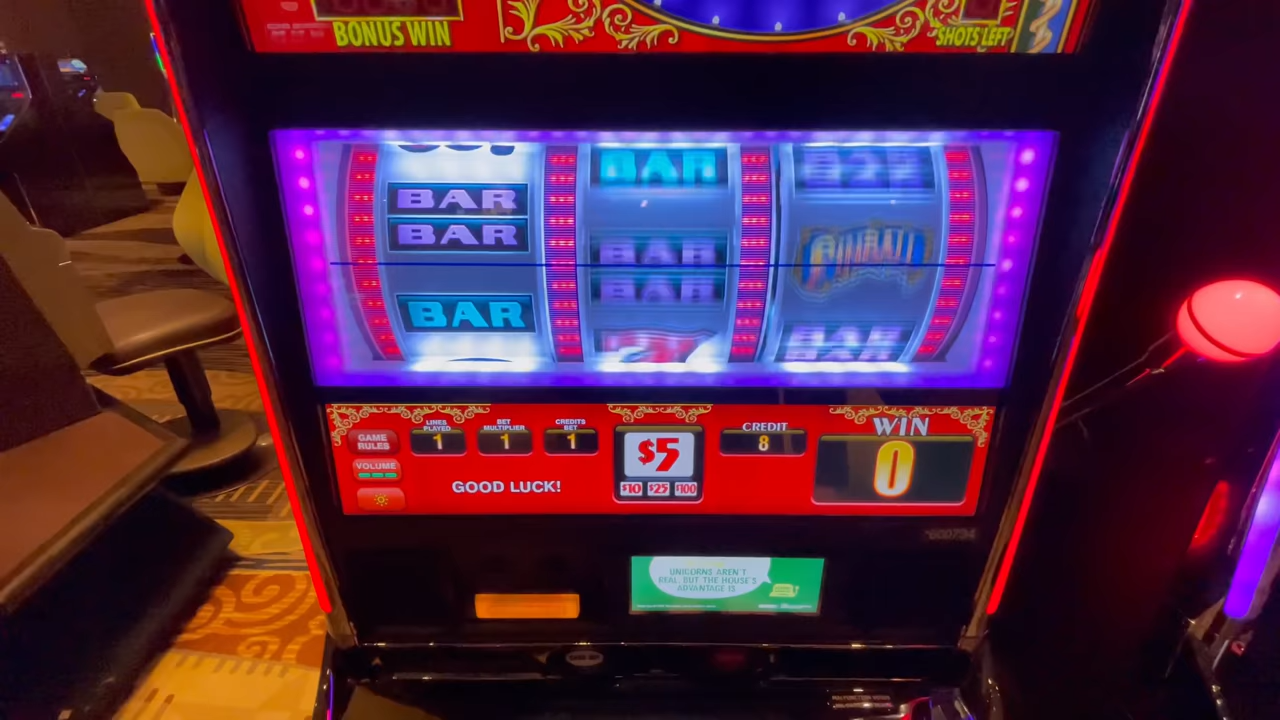 BONUS WIN
SHOTS LEFT
BAR
BAR
BAR
BAR
BAR
BAR
PINBALL
BAR
LINES PLAYED
1
BET MULTIPLIER
1
CREDITS BET
1
GAME RULES
VOLUME
GOOD LUCK!
$5
$10 $25 $100
CREDIT
8
WIN
0
UNICORNS AREN'T
REAL, BUT THE HOUSE'S
ADVANTAGE IS